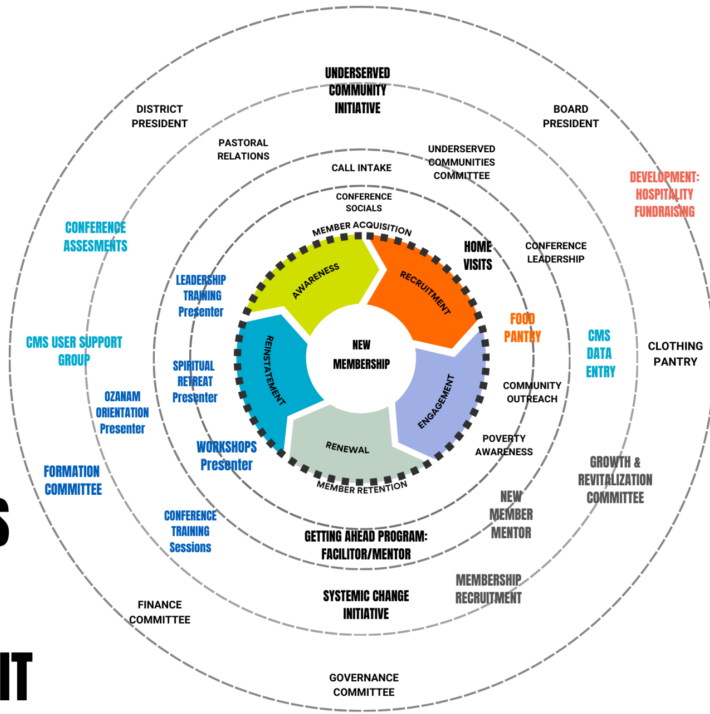 UNDERSERVED
COMMUNITY
INITIATIVE
DISTRICT
PRESIDENT
BOARD
PRESIDENT
PASTORAL
RELATIONS
CALL INTAKE
UNDERSERVED
COMMUNITIES
COMMITTEE
DEVELOPMENT:
HOSPITALITY
FUNDRAISING
CONFERENCE
SOCIALS
CONFERENCE
ASSESMENTS
MEMBER ACQUISITION
HOME
VISITS
CONFERENCE
LEADERSHIP
AWARENESS
RECRUITMENT
LEADERSHIP
TRAINING
Presenter
FOOD
PANTRY
CMS
DATA
ENTRY
CLOTHING
PANTRY
CMS USER SUPPORT
GROUP
NEW
MEMBERSHIP
REINSTATEMENT
ENGAGEMENT
SPIRITUAL
RETREAT
Presenter
COMMUNITY
OUTREACH
OZANAM
ORIENTATION
Presenter
RENEWAL
POVERTY
AWARENESS
WORKSHOPS
Presenter
FORMATION
COMMITTEE
GROWTH &
REVITALIZATION
COMMITTEE
MEMBER RETENTION
NEW
MEMBER
MENTOR
CONFERENCE
TRAINING
Sessions
GETTING AHEAD PROGRAM:
FACILITOR/MENTOR
S
MEMBERSHIP
RECRUITMENT
SYSTEMIC CHANGE
INITIATIVE
FINANCE
COMMITTEE
IT
GOVERNANCE
COMMITTEE